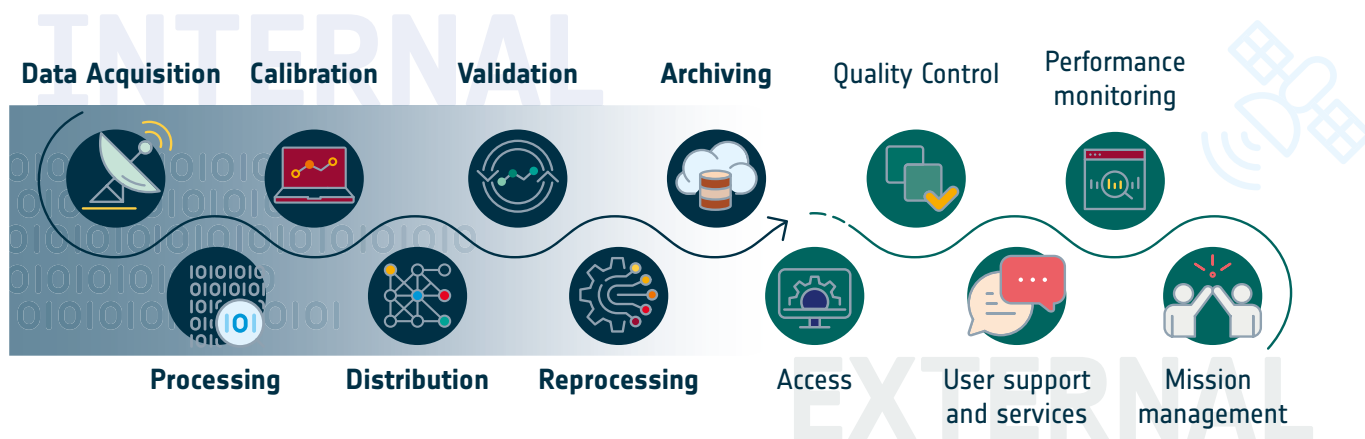 INTERNAL
Data Acquisition
Calibration
Validation
Archiving
Quality Control
Performance
monitoring
Processing
Distribution
Reprocessing
Access
User support
and services
Mission
management
EXTERNAL